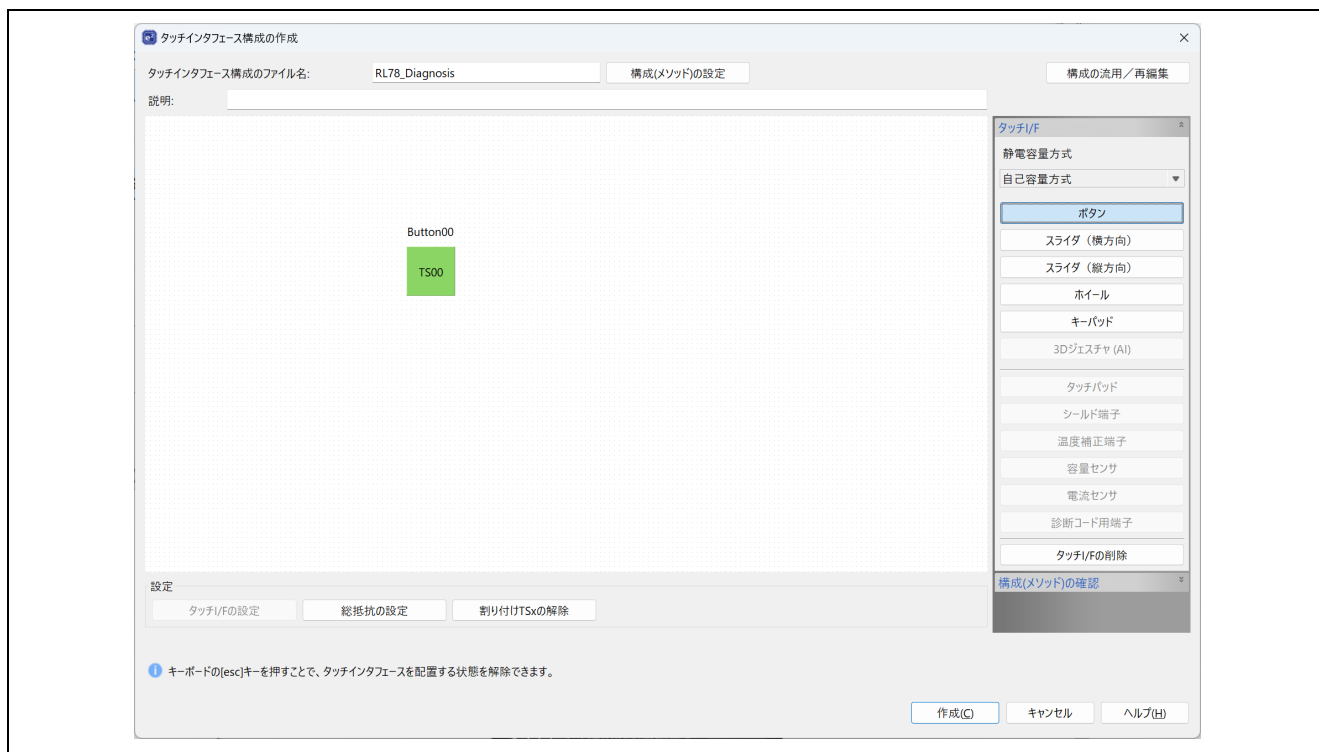 タッチインタフェース構成の作成
タッチインタフェース構成のファイル名: RL78_Diagnosis 構成(メソッド)の設定 構成の流用／再編集
説明:
タッチI/F
静電容量方式
自己容量方式
ボタン
スライダ（横方向）
スライダ（縦方向）
ホイール
キーパッド
3Dジェスチャ (AI)
タッチパッド
シールド端子
温度補正端子
容量センサ
電流センサ
診断コード用端子
タッチI/Fの削除
構成(メソッド)の確認
Button00
TS00
設定
タッチI/Fの設定 総抵抗の設定 割り付けTSxの解除
キーボードの[esc]キーを押すことで、タッチインタフェースを配置する状態を解除できます。
作成(C) キャンセル ヘルプ(H)